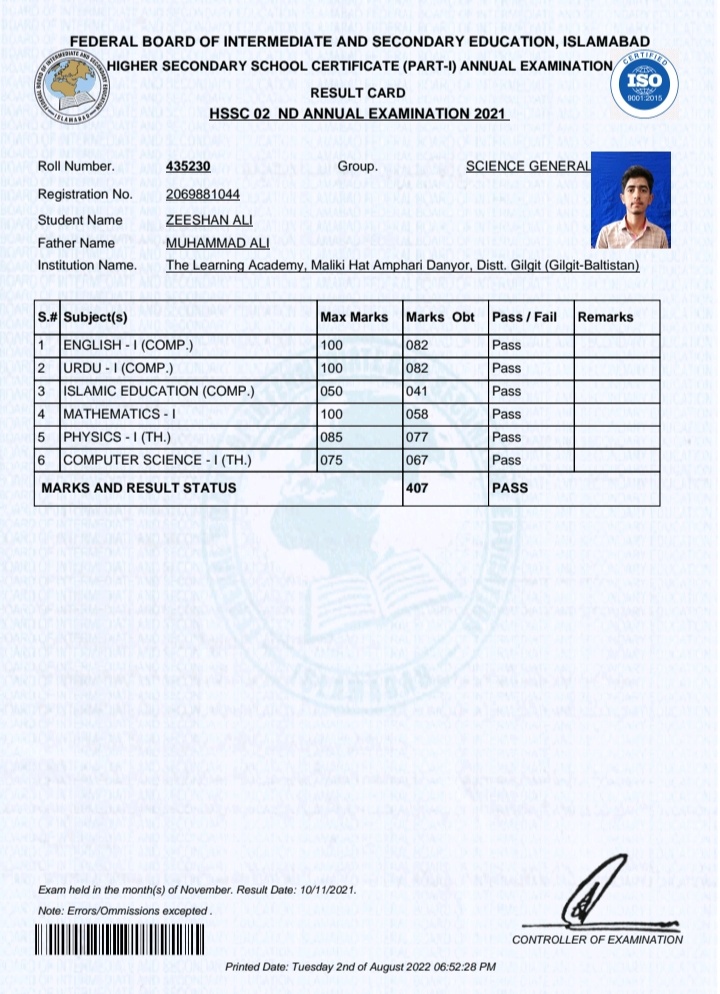 FEDERAL BOARD OF INTERMEDIATE AND SECONDARY EDUCATION, ISLAMABAD
HIGHER SECONDARY SCHOOL CERTIFICATE (PART-I) ANNUAL EXAMINATION
RESULT CARD
HSSC 02 ND ANNUAL EXAMINATION 2021
CERTIFIED
ISO
9001:2015
Roll Number. 435230 Group. SCIENCE GENERAL
Registration No. 2069881044
Student Name ZEESHAN ALI
Father Name MUHAMMAD ALI
Institution Name. The Learning Academy, Maliki Hat Amphari Danyor, Distt. Gilgit (Gilgit-Baltistan)
S.# Subject(s) Max Marks Marks Obt Pass / Fail Remarks
1 ENGLISH - I (COMP.) 100 082 Pass
2 URDU - I (COMP.) 100 082 Pass
3 ISLAMIC EDUCATION (COMP.) 050 041 Pass
4 MATHEMATICS - I 100 058 Pass
5 PHYSICS - I (TH.) 085 077 Pass
6 COMPUTER SCIENCE - I (TH.) 075 067 Pass
MARKS AND RESULT STATUS 407 PASS
Exam held in the month(s) of November. Result Date: 10/11/2021.
Note: Errors/Ommissions excepted .
CONTROLLER OF EXAMINATION
Printed Date: Tuesday 2nd of August 2022 06:52:28 PM